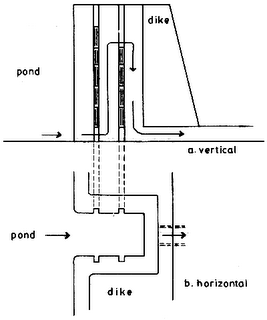 dike
pond
a. vertical
pond
b. horizontal
dike